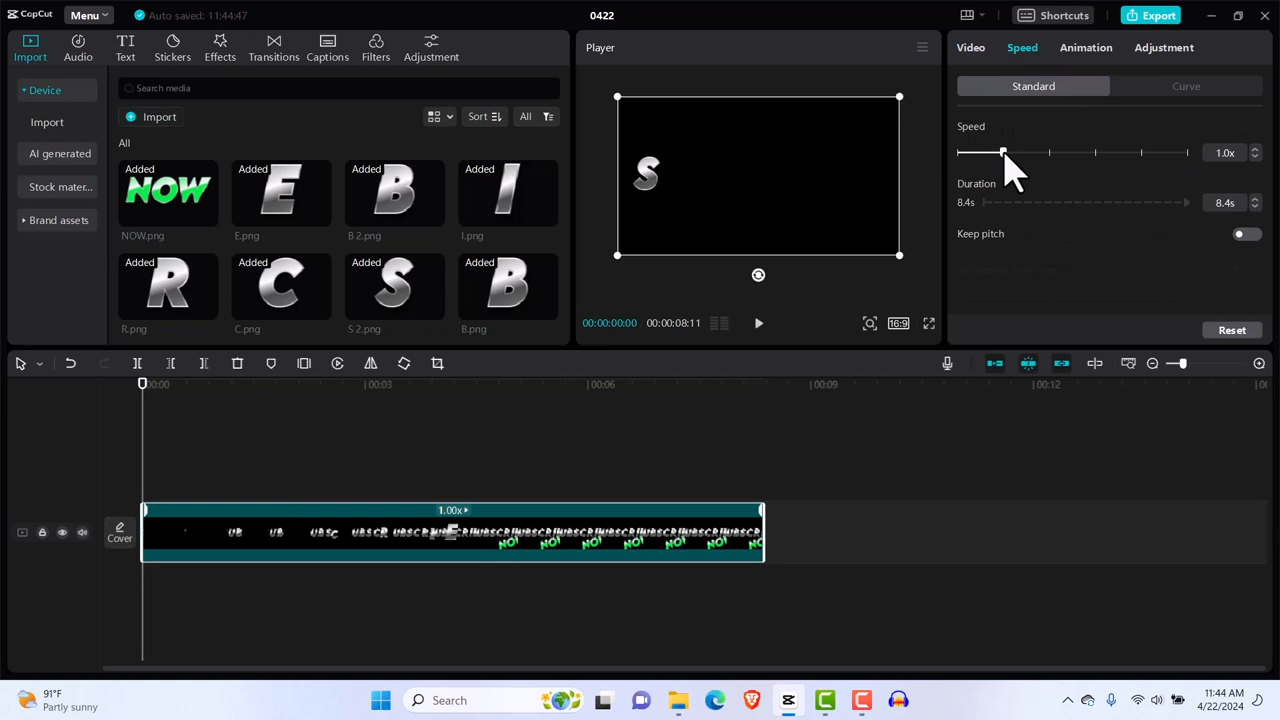 CapCut
Menu
Auto saved: 11:44:47
0422
Shortcuts
Export
Import
Audio
Text
Stickers
Effects
Transitions
Captions
Filters
Adjustment
Device
Import
AI generated
Stock mater...
Brand assets
Search media
Import
Sort
All
All
Added
NOW
NOW.png
Added
E
E.png
Added
B
B 2.png
Added
I
I.png
Added
R
R.png
Added
C
C.png
Added
S
S 2.png
Added
B
B.png
Player
S
00:00:00:00
00:00:08:11
16:9
Video
Speed
Animation
Adjustment
Standard
Curve
Speed
1.0x
Duration
8.4s
8.4s
Keep pitch
Reset
00:00
00:03
00:06
00:09
00:12
Cover
1.00x
UB
UB
UBSC
UBSCR
91°F
Partly sunny
Search
11:44 AM
4/22/2024